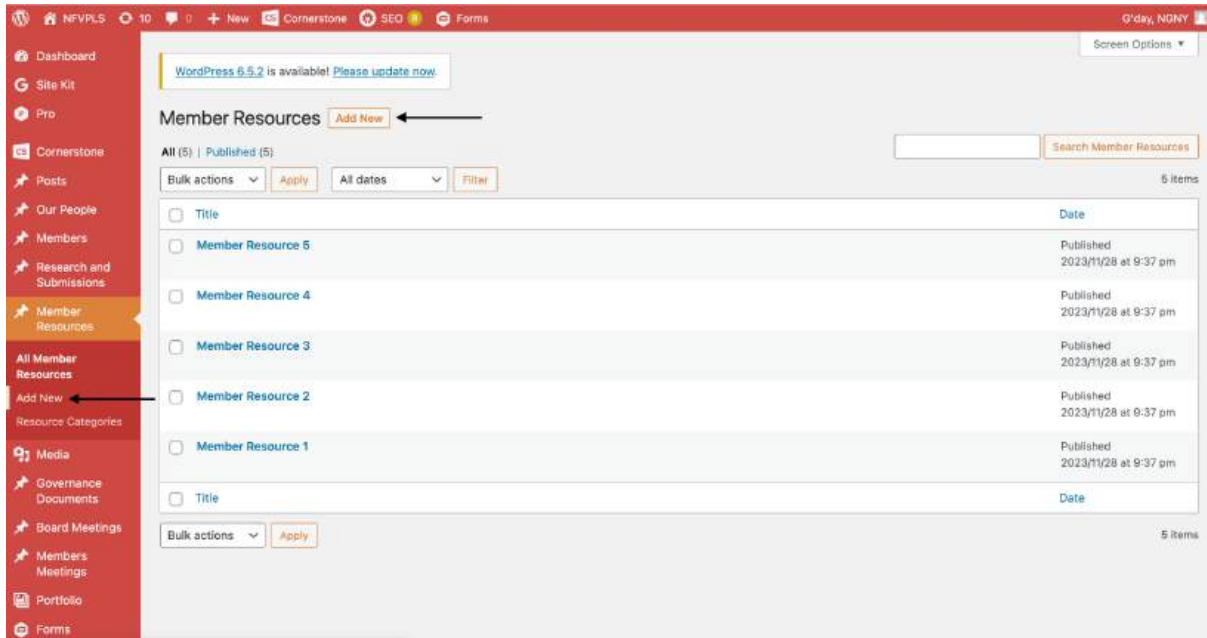 NFVPLS 10 0 + New CS Cornerstone SEO 8 Forms G'day, NGNY
Screen Options
Dashboard
Site Kit
Pro
CS Cornerstone
Posts
Our People
Members
Research and
Submissions
Member
Resources
All Member
Resources
Add New
Resource Categories
Media
Governance
Documents
Board Meetings
Members
Meetings
Portfolio
Forms
WordPress 6.5.2 is available! Please update now.
Member Resources Add New
All (5) | Published (5)
Search Member Resources
Bulk actions Apply All dates Filter 5 items
Title Date
Member Resource 5 Published
2023/11/28 at 9:37 pm
Member Resource 4 Published
2023/11/28 at 9:37 pm
Member Resource 3 Published
2023/11/28 at 9:37 pm
Member Resource 2 Published
2023/11/28 at 9:37 pm
Member Resource 1 Published
2023/11/28 at 9:37 pm
Title Date
Bulk actions Apply 5 items